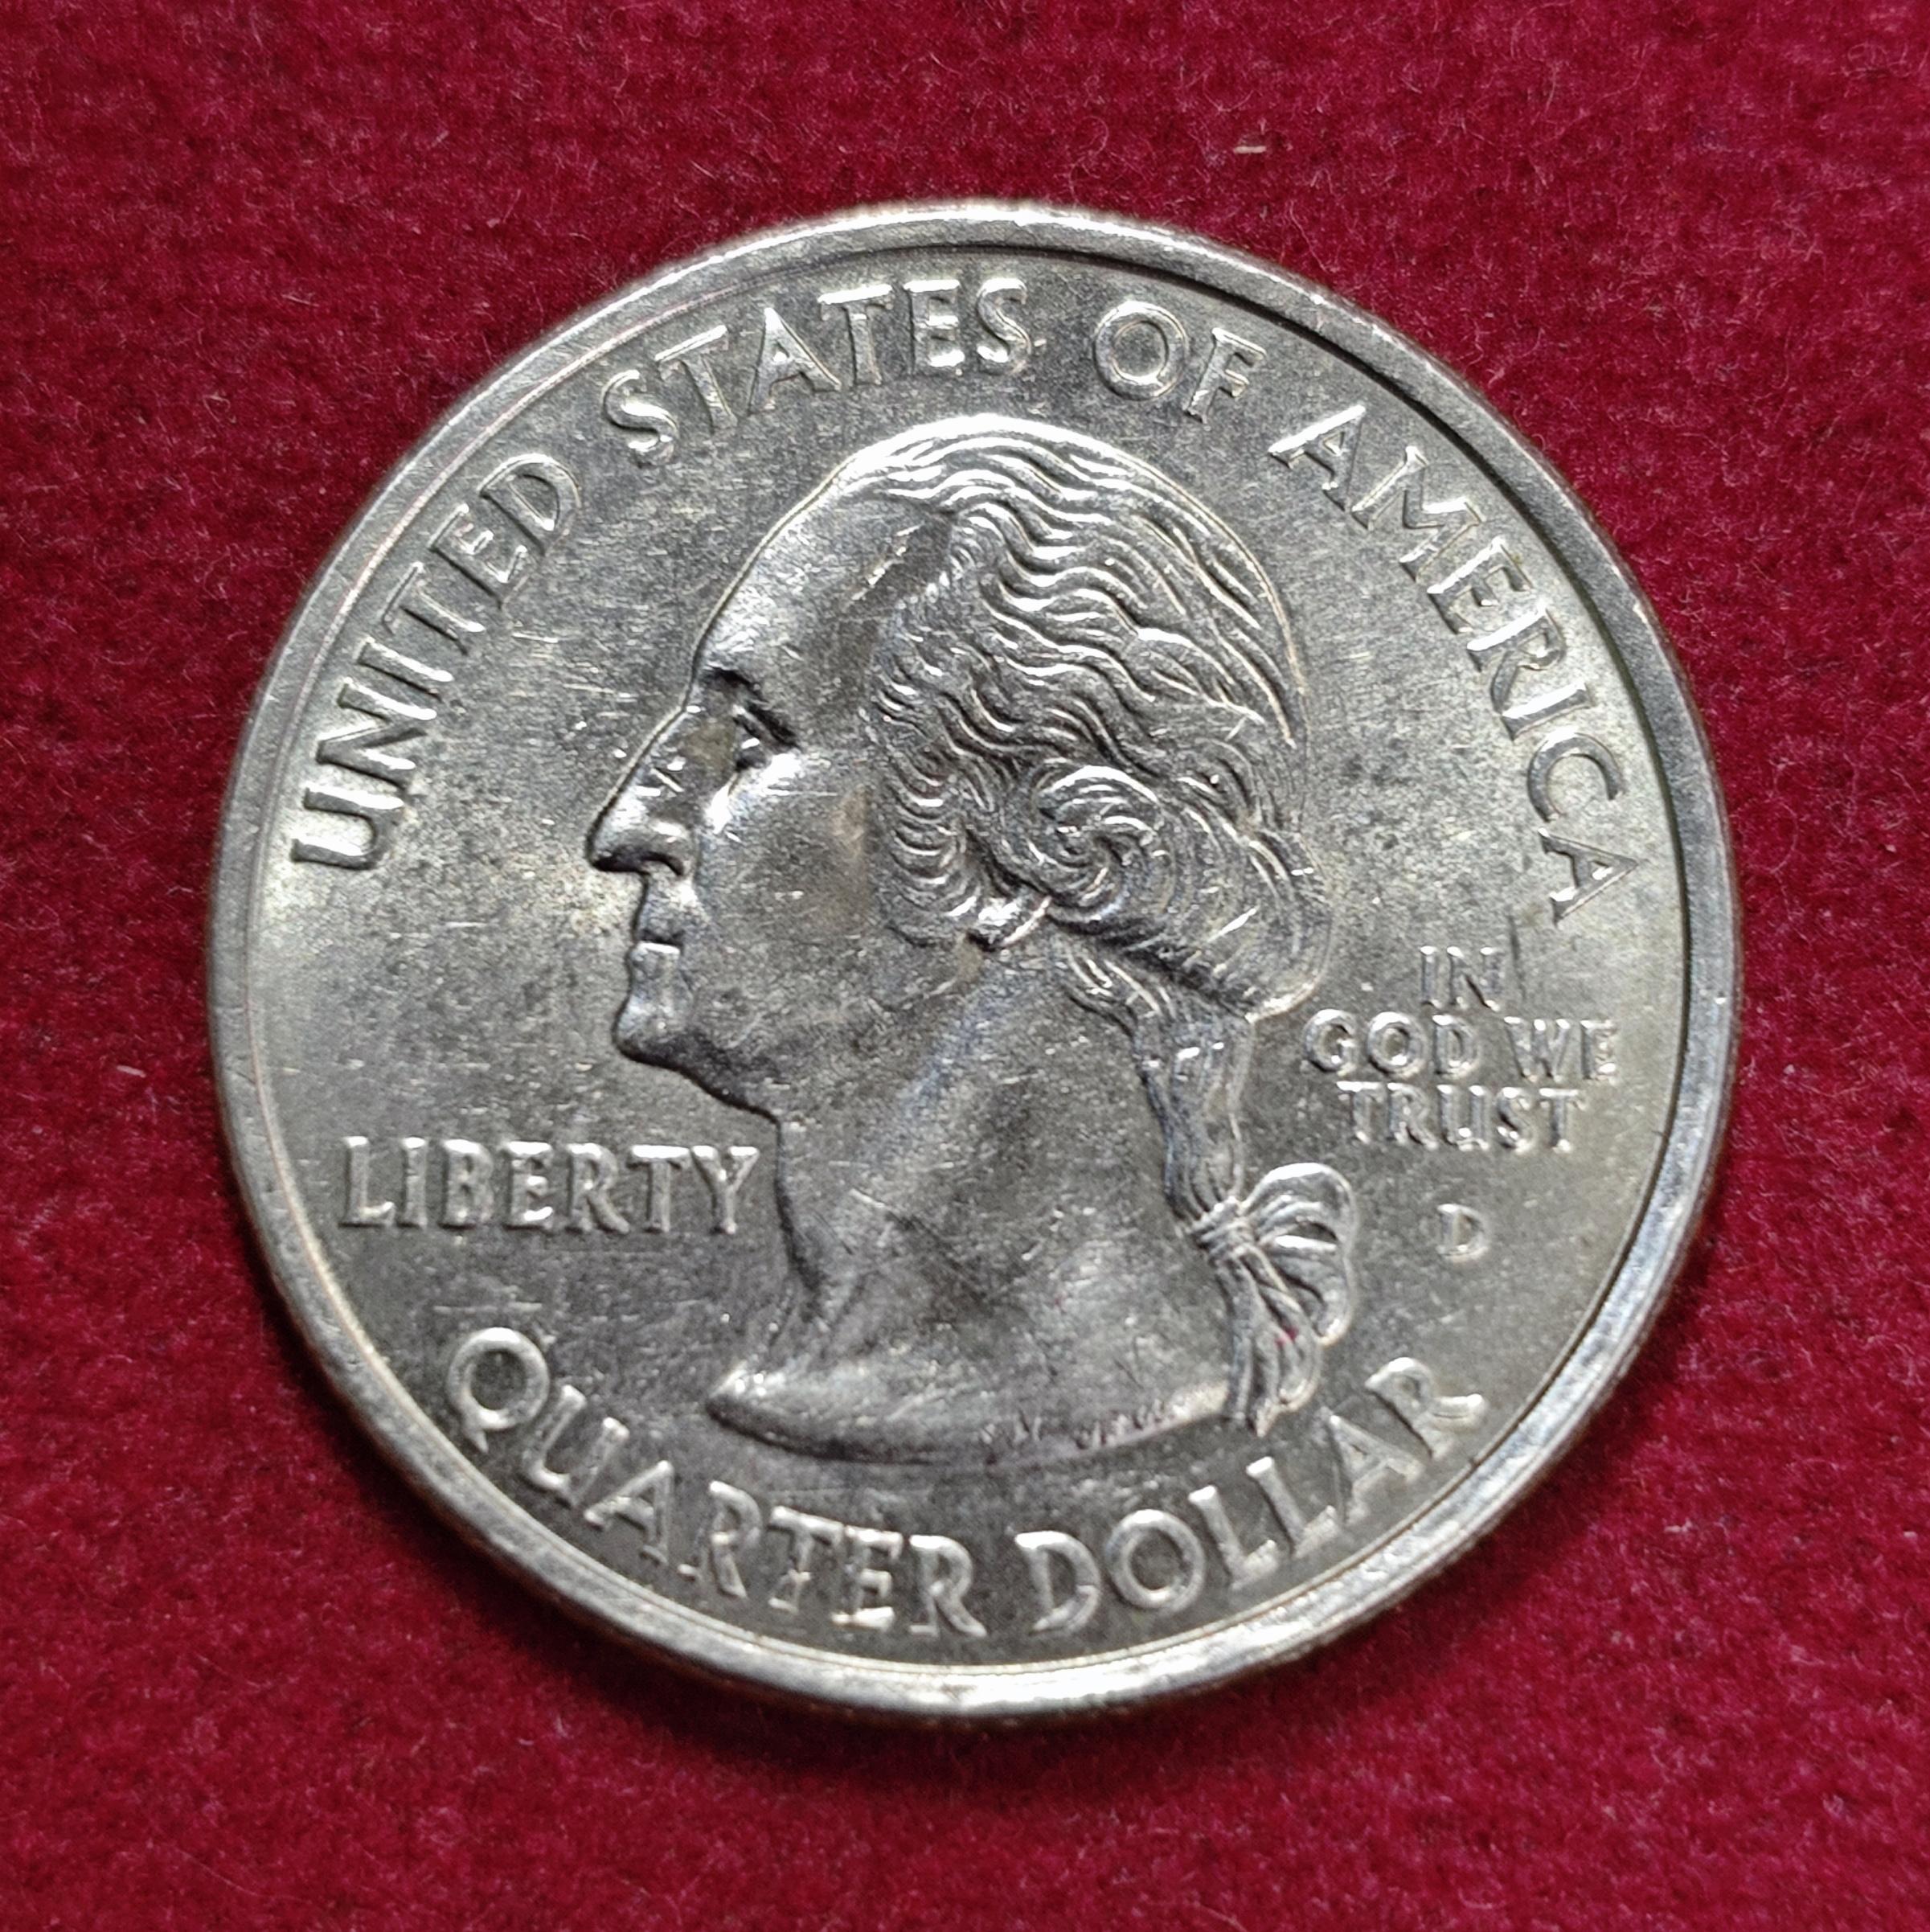 UNITED STATES OF AMERICA
LIBERTY
IN
GOD WE
TRUST
D
QUARTER DOLLAR